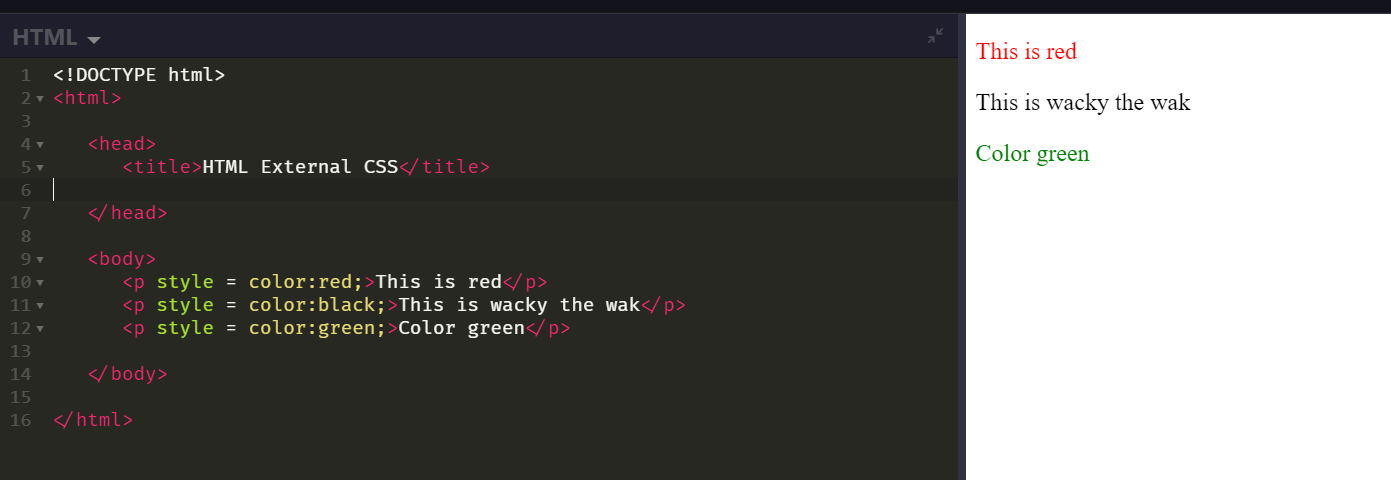 HTML
1 <!DOCTYPE html>
2 <html>
3
4 <head>
5 <title>HTML External CSS</title>
6
7 </head>
8
9 <body>
10 <p style = color:red;>This is red</p>
11 <p style = color:black;>This is wacky the wak</p>
12 <p style = color:green;>Color green</p>
13
14 </body>
15
16 </html>
This is red
This is wacky the wak
Color green